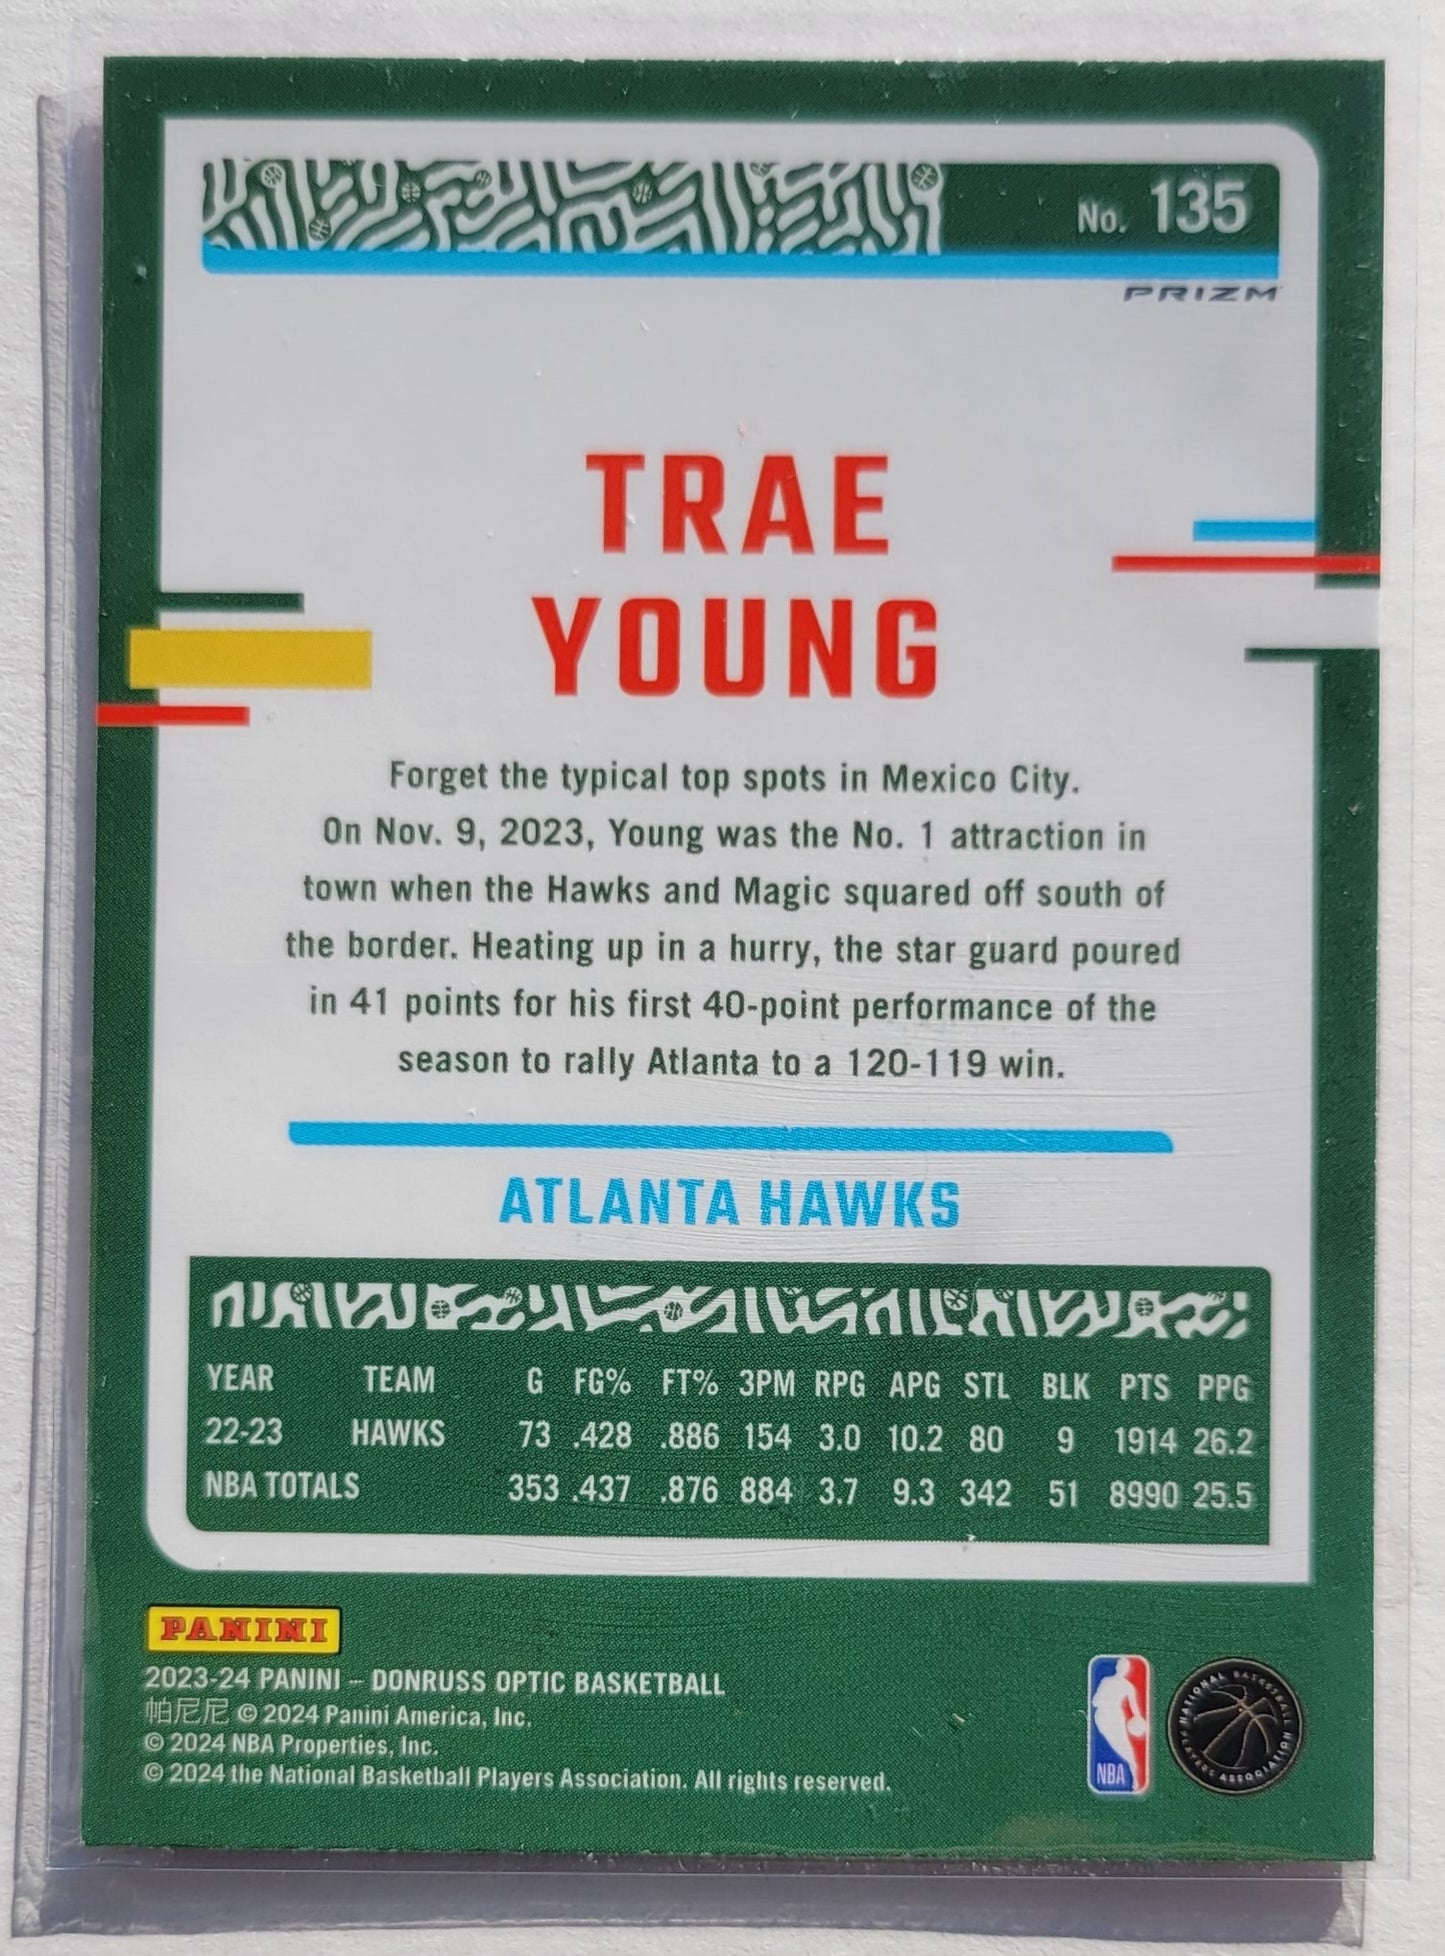 No. 135
PRIZM
TRAE
YOUNG
Forget the typical top spots in Mexico City.
On Nov. 9, 2023, Young was the No. 1 attraction in
town when the Hawks and Magic squared off south of
the border. Heating up in a hurry, the star guard poured
in 41 points for his first 40-point performance of the
season to rally Atlanta to a 120-119 win.
ATLANTA HAWKS
YEAR TEAM G FG% FT% 3PM RPG APG STL BLK PTS PPG
22-23 HAWKS 73 .428 .886 154 3.0 10.2 80 9 1914 26.2
NBA TOTALS 353 .437 .876 884 3.7 9.3 342 51 8990 25.5
PANINI
2023-24 PANINI – DONRUSS OPTIC BASKETBALL
帕尼尼 © 2024 Panini America, Inc.
© 2024 NBA Properties, Inc.
© 2024 the National Basketball Players Association. All rights reserved.
NBA
NATIONAL BASKETBALL PLAYERS ASSOCIATION